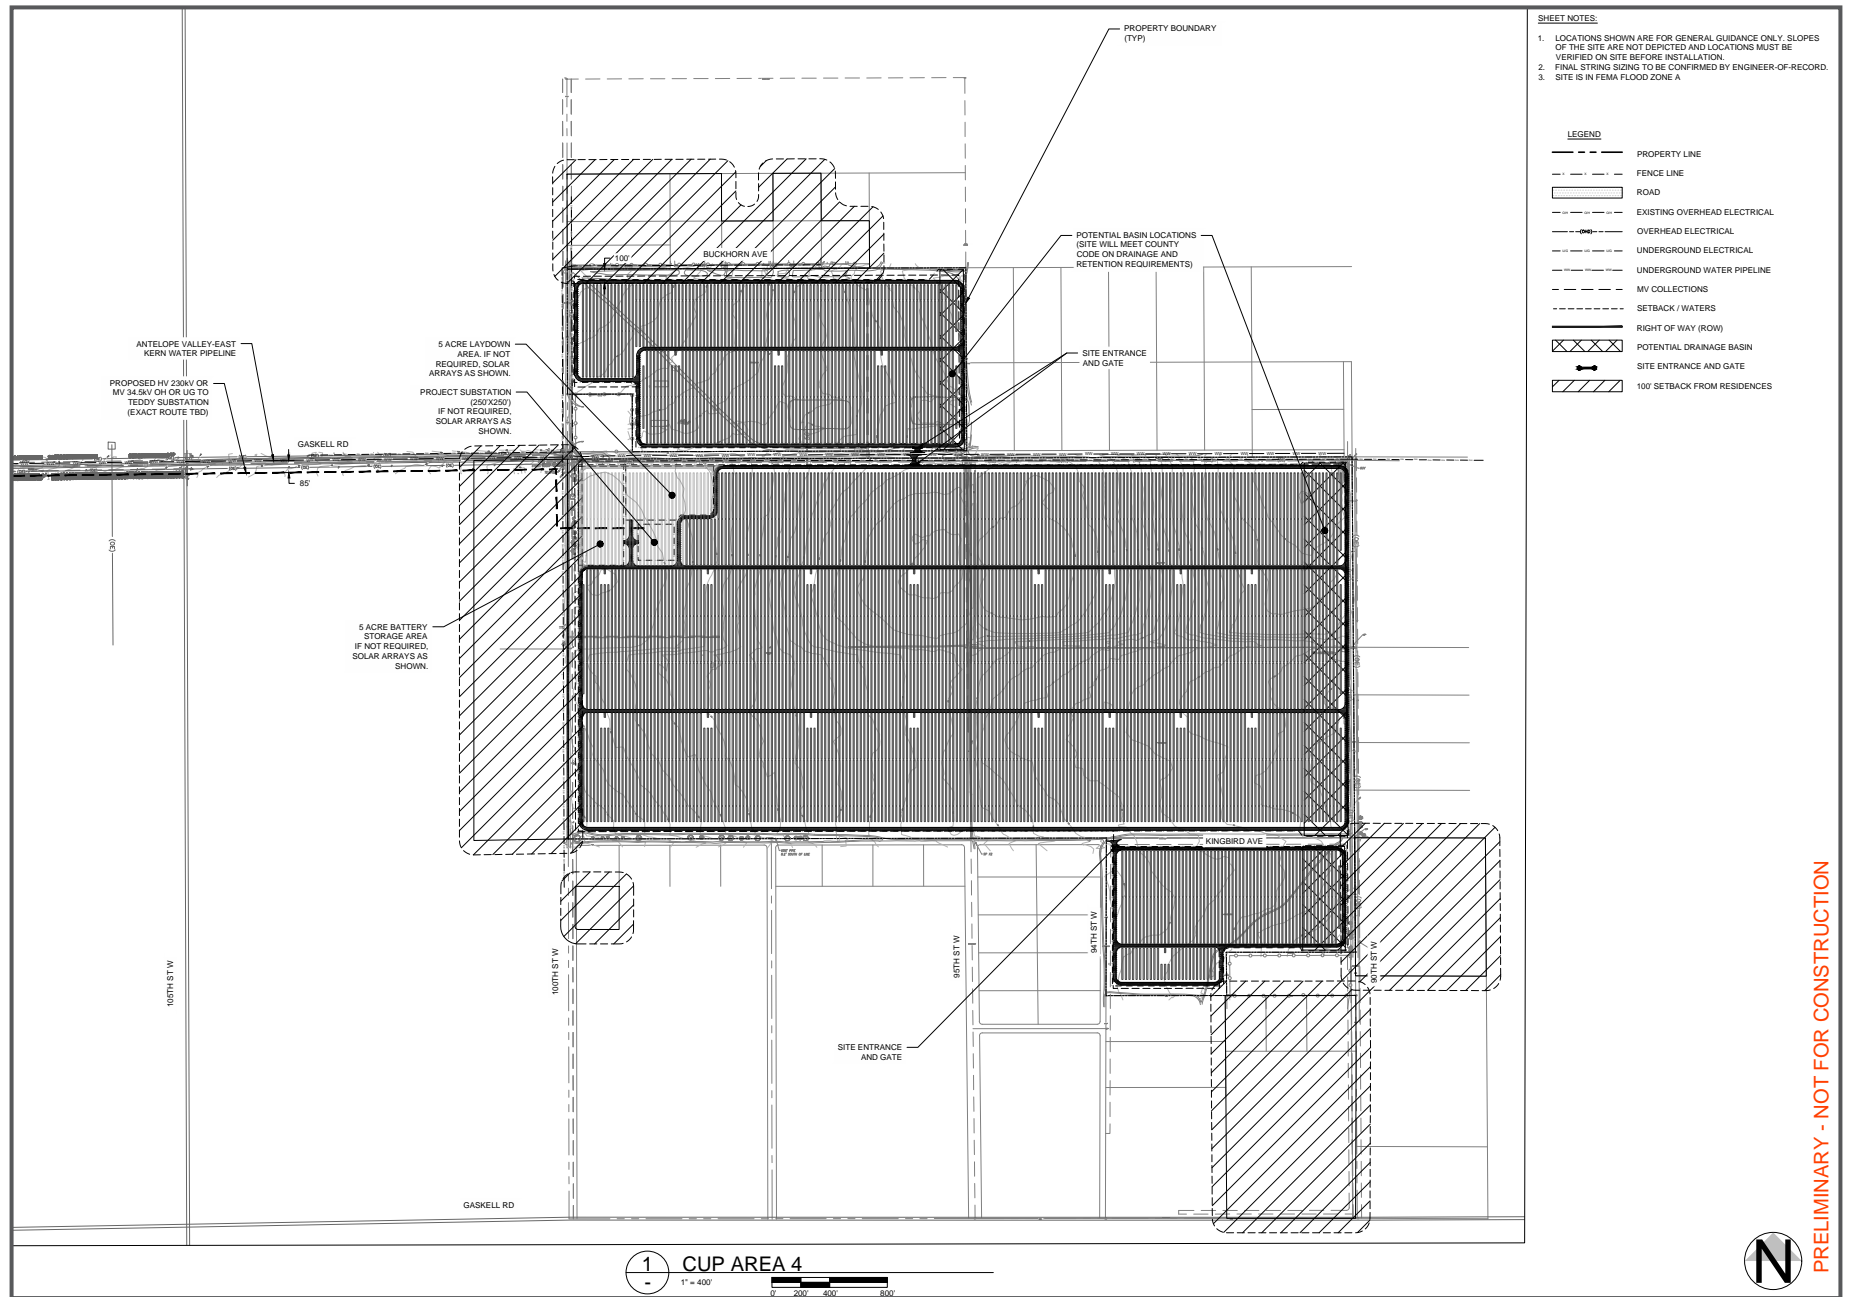 PROPERTY BOUNDARY
(TYP)
SHEET NOTES:
1. LOCATIONS SHOWN ARE FOR GENERAL GUIDANCE ONLY. SLOPES
OF THE SITE ARE NOT DEPICTED AND LOCATIONS MUST BE
VERIFIED ON SITE BEFORE INSTALLATION.
2. FINAL STRING SIZING TO BE CONFIRMED BY ENGINEER-OF-RECORD.
3. SITE IS IN FEMA FLOOD ZONE A
LEGEND
PROPERTY LINE
FENCE LINE
ROAD
EXISTING OVERHEAD ELECTRICAL
OVERHEAD ELECTRICAL
UNDERGROUND ELECTRICAL
UNDERGROUND WATER PIPELINE
MV COLLECTIONS
SETBACK / WATERS
RIGHT OF WAY (ROW)
POTENTIAL DRAINAGE BASIN
SITE ENTRANCE AND GATE
100' SETBACK FROM RESIDENCES
BUCKHORN AVE
100'
POTENTIAL BASIN LOCATIONS
(SITE WILL MEET COUNTY
CODE ON DRAINAGE AND
RETENTION REQUIREMENTS)
ANTELOPE VALLEY-EAST
KERN WATER PIPELINE
PROPOSED HV 230kV OR
MV 34.5kV OH OR UG TO
TEDDY SUBSTATION
(EXACT ROUTE TBD)
5 ACRE LAYDOWN
AREA. IF NOT
REQUIRED, SOLAR
ARRAYS AS SHOWN.
PROJECT SUBSTATION
(250'X250')
IF NOT REQUIRED,
SOLAR ARRAYS AS
SHOWN.
SITE ENTRANCE
AND GATE
GASKELL RD
85'
5 ACRE BATTERY
STORAGE AREA
IF NOT REQUIRED,
SOLAR ARRAYS AS
SHOWN.
KINGBIRD AVE
105TH ST W
100TH ST W
95TH ST W
94TH ST W
90TH ST W
SITE ENTRANCE
AND GATE
GASKELL RD
1
-
CUP AREA 4
1" = 400'
0' 200' 400' 800'
N
PRELIMINARY - NOT FOR CONSTRUCTION